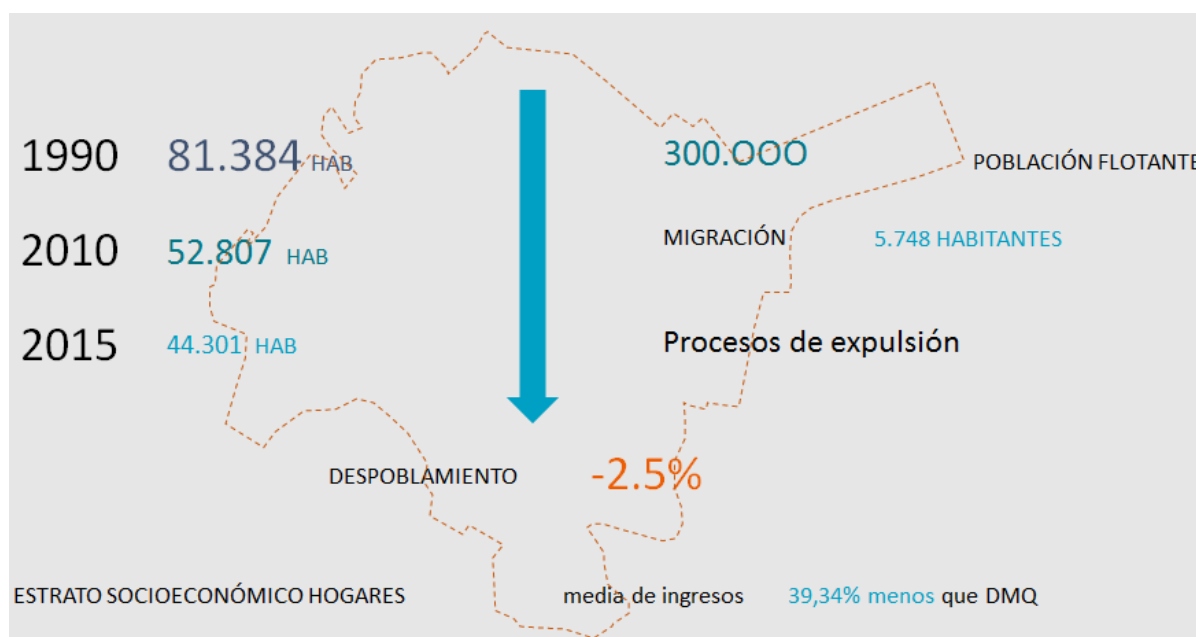 1990 81.384 HAB
300.OOO POBLACIÓN FLOTANTE
2010 52.807 HAB
MIGRACIÓN 5.748 HABITANTES
2015 44.301 HAB
Procesos de expulsión
DESPOBLAMIENTO -2.5%
ESTRATO SOCIOECONÓMICO HOGARES media de ingresos 39,34% menos que DMQ